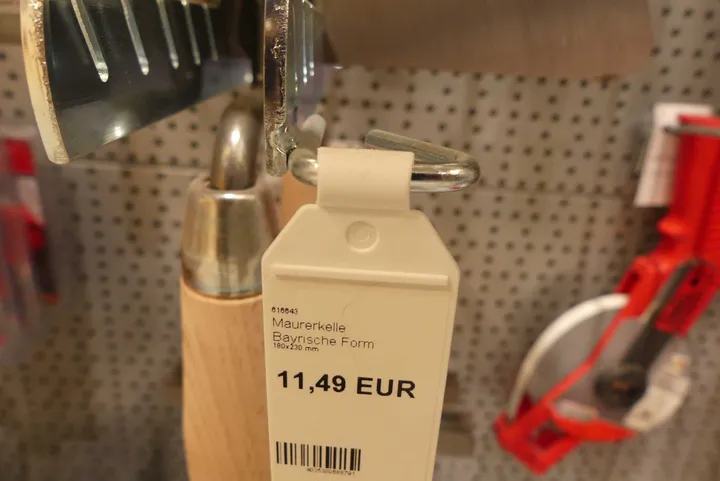 616643
Maurerkelle
Bayrische Form
180x230 mm
11,49 EUR